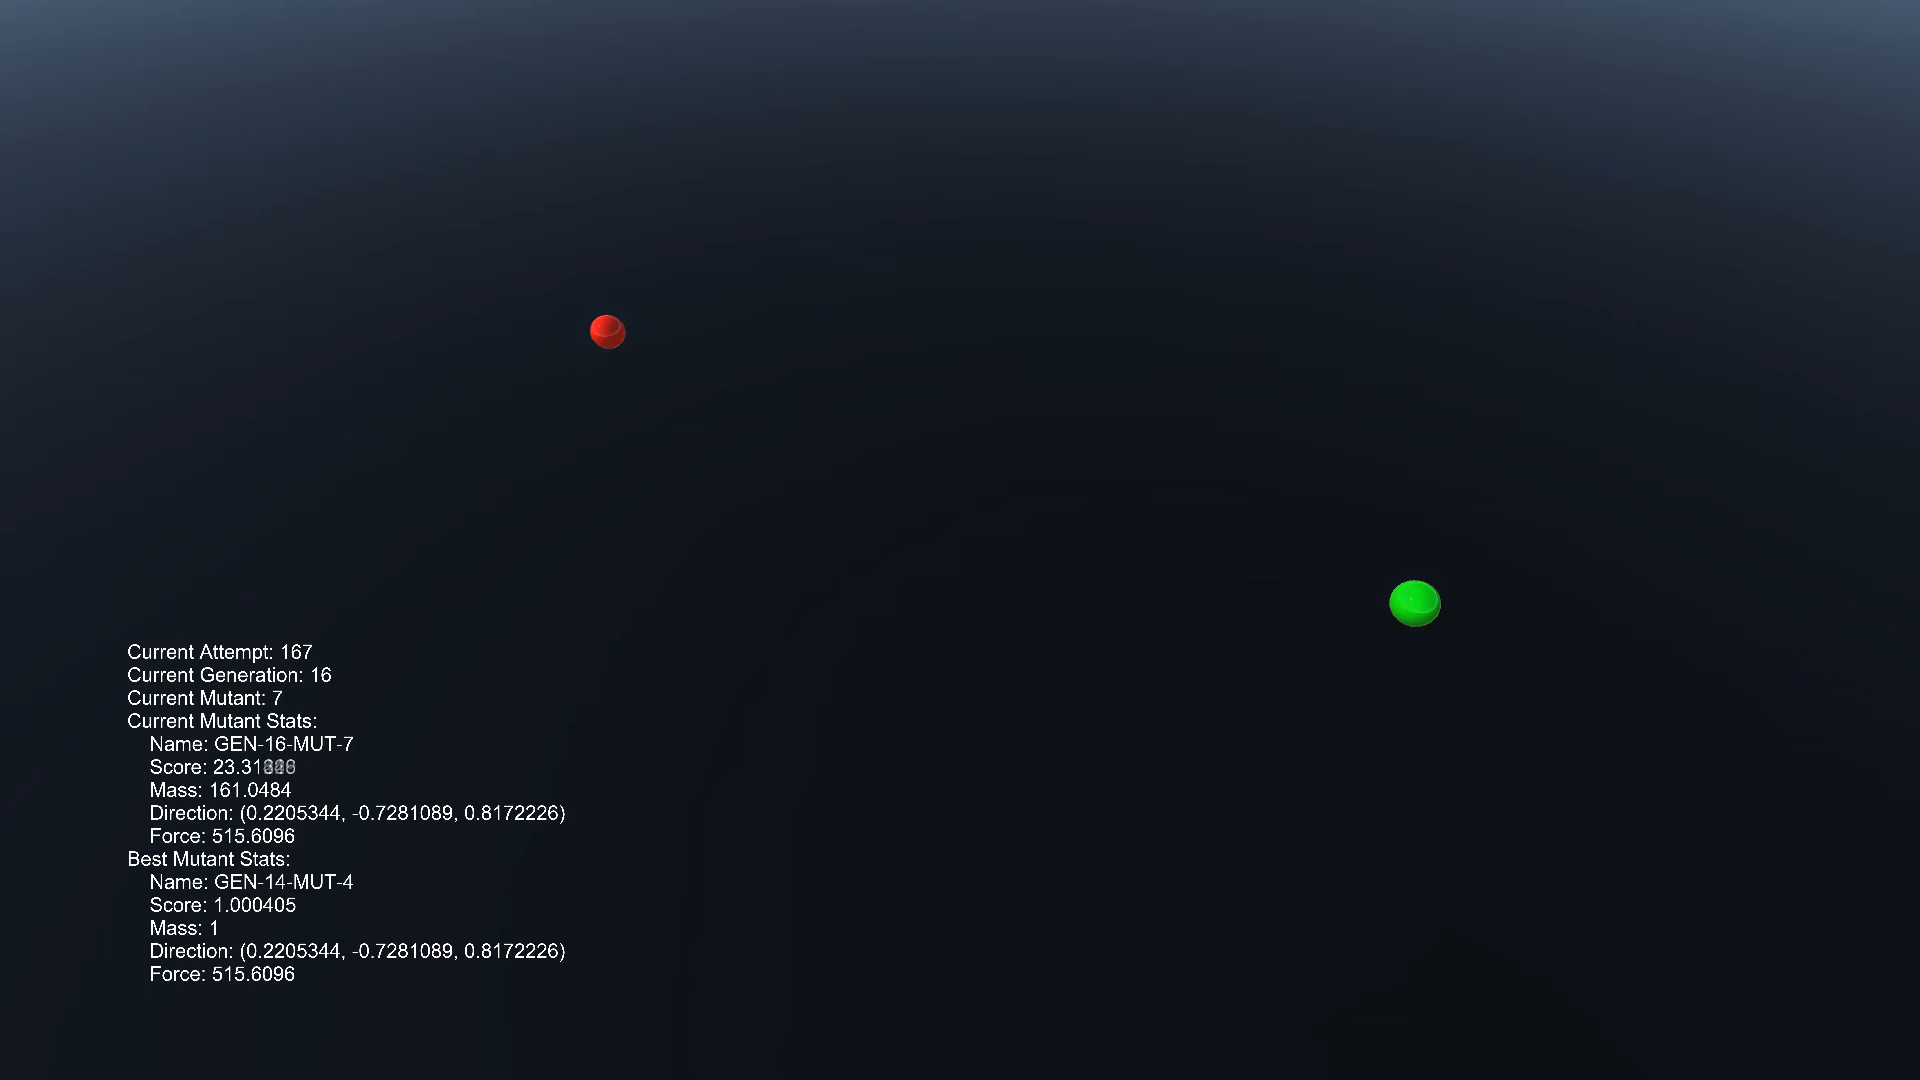 Current Attempt: 167
Current Generation: 16
Current Mutant: 7
Current Mutant Stats:
Name: GEN-16-MUT-7
Score:
Mass: 161.0484
Direction: (0.2205344, -0.7281089, 0.8172226)
Force: 515.6096
Best Mutant Stats:
Name: GEN-14-MUT-4
Score: 1.000405
Mass: 1
Direction: (0.2205344, -0.7281089, 0.8172226)
Force: 515.6096